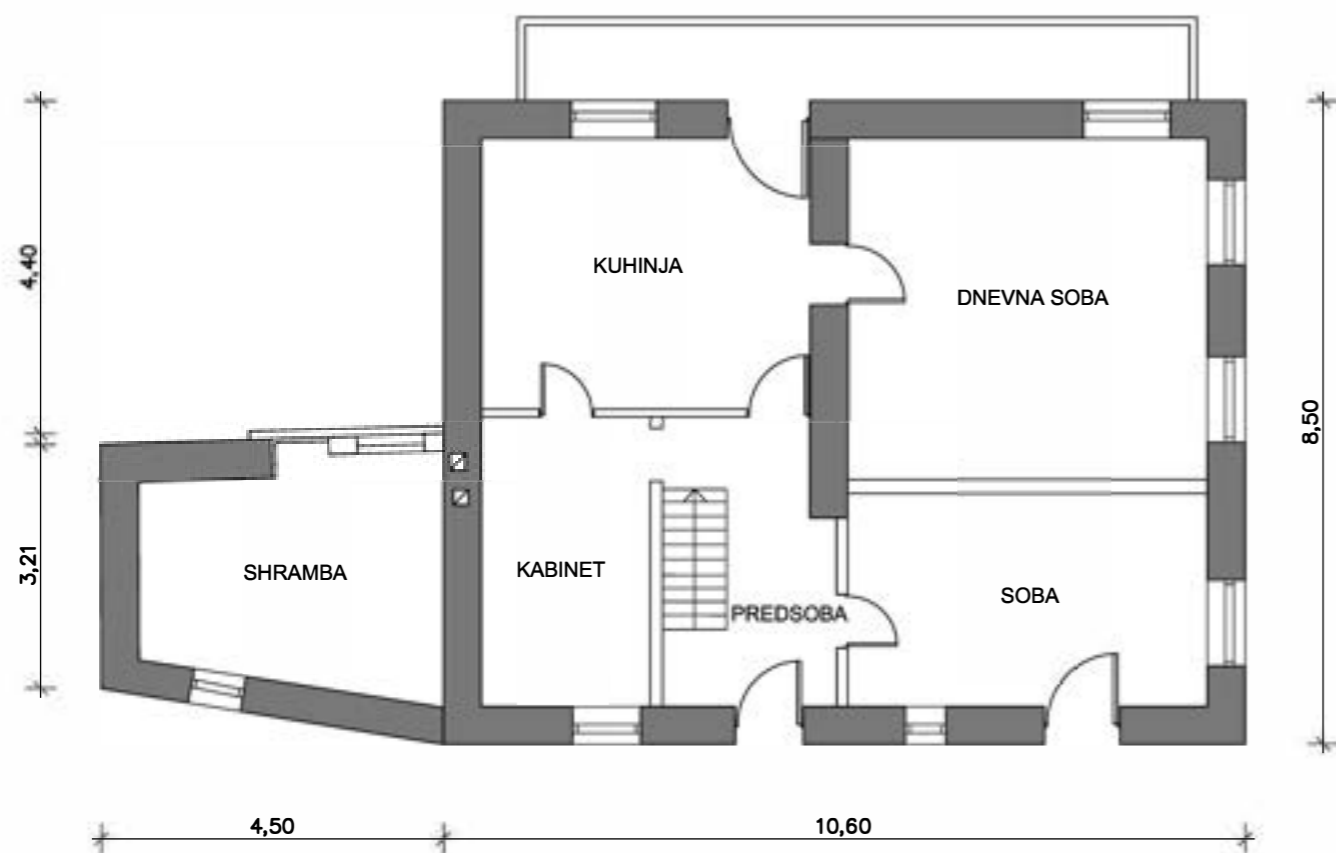 4,40
KUHINJA
DNEVNA SOBA
8,50
3,21
SHRAMBA
KABINET
PREDSOBA
SOBA
4,50
10,60